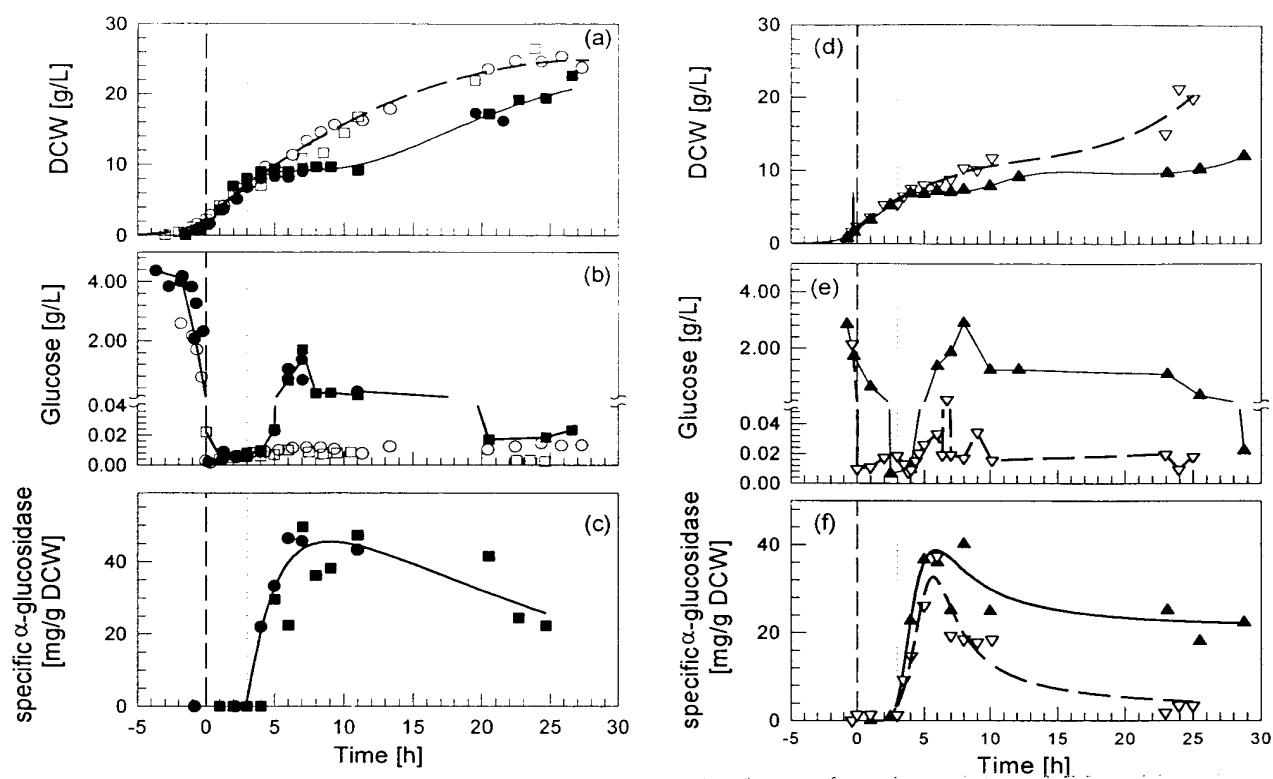 30
20
10
0
DCW [g/L]
(a)
4.00
2.00
0.04
0.02
0.00
Glucose [g/L]
(b)
40
20
0
specific α-glucosidase
[mg/g DCW]
(c)
-5 0 5 10 15 20 25 30
Time [h]
30
20
10
0
DCW [g/L]
(d)
4.00
2.00
0.04
0.02
0.00
Glucose [g/L]
(e)
40
20
0
specific α-glucosidase
[mg/g DCW]
(f)
-5 0 5 10 15 20 25 30
Time [h]